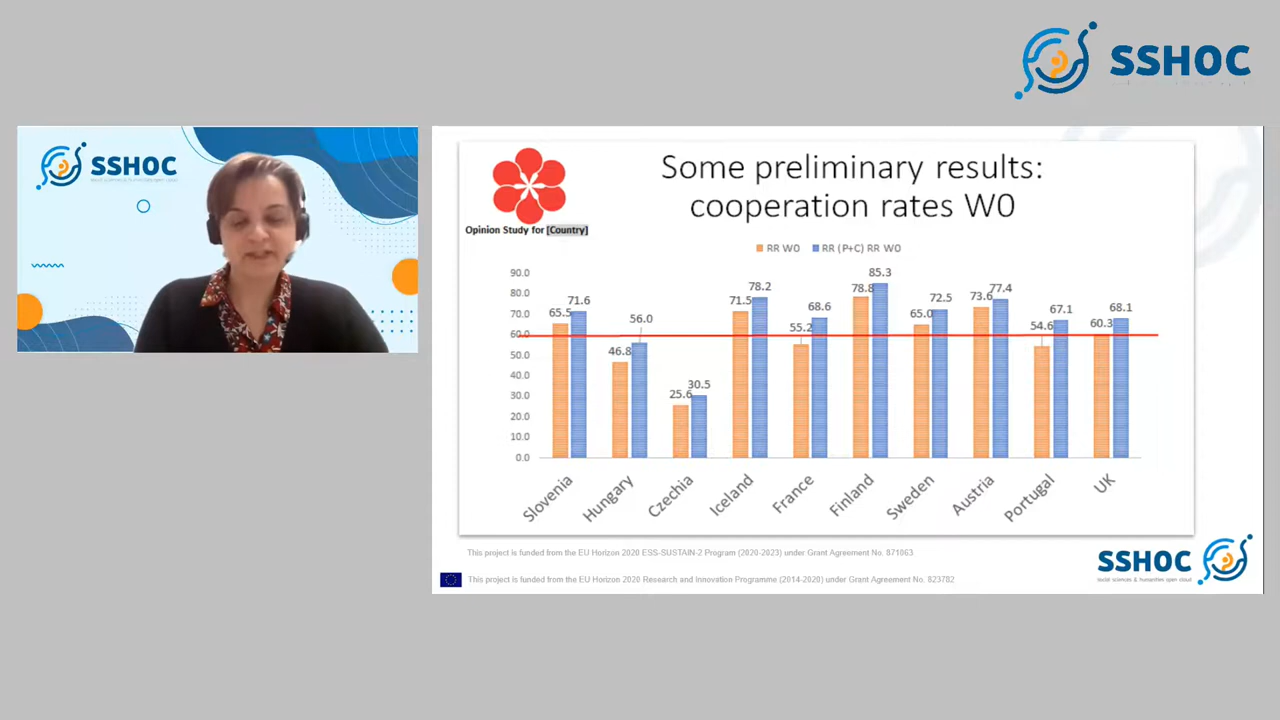 SSHOC
SSHOC
Some preliminary results:
cooperation rates W0
Opinion Study for [Country]
RR W0 RR (P+C) RR W0
90.0
80.0
70.0
60.0
50.0
40.0
30.0
20.0
10.0
0.0
65.5 71.6
46.8 56.0
25.6 30.5
71.5 78.2
55.2 68.6
78.8 85.3
65.0 72.5
73.6 77.4
54.6 67.1
60.3 68.1
Slovenia
Hungary
Czechia
Iceland
France
Finland
Sweden
Austria
Portugal
UK
This project is funded from the EU Horizon 2020 ESS-SUSTAIN-2 Program (2020-2023) under Grant Agreement No. 871063
This project is funded from the EU Horizon 2020 Research and Innovation Programme (2014-2020) under Grant Agreement No. 823782
SSHOC
social sciences & humanities open cloud